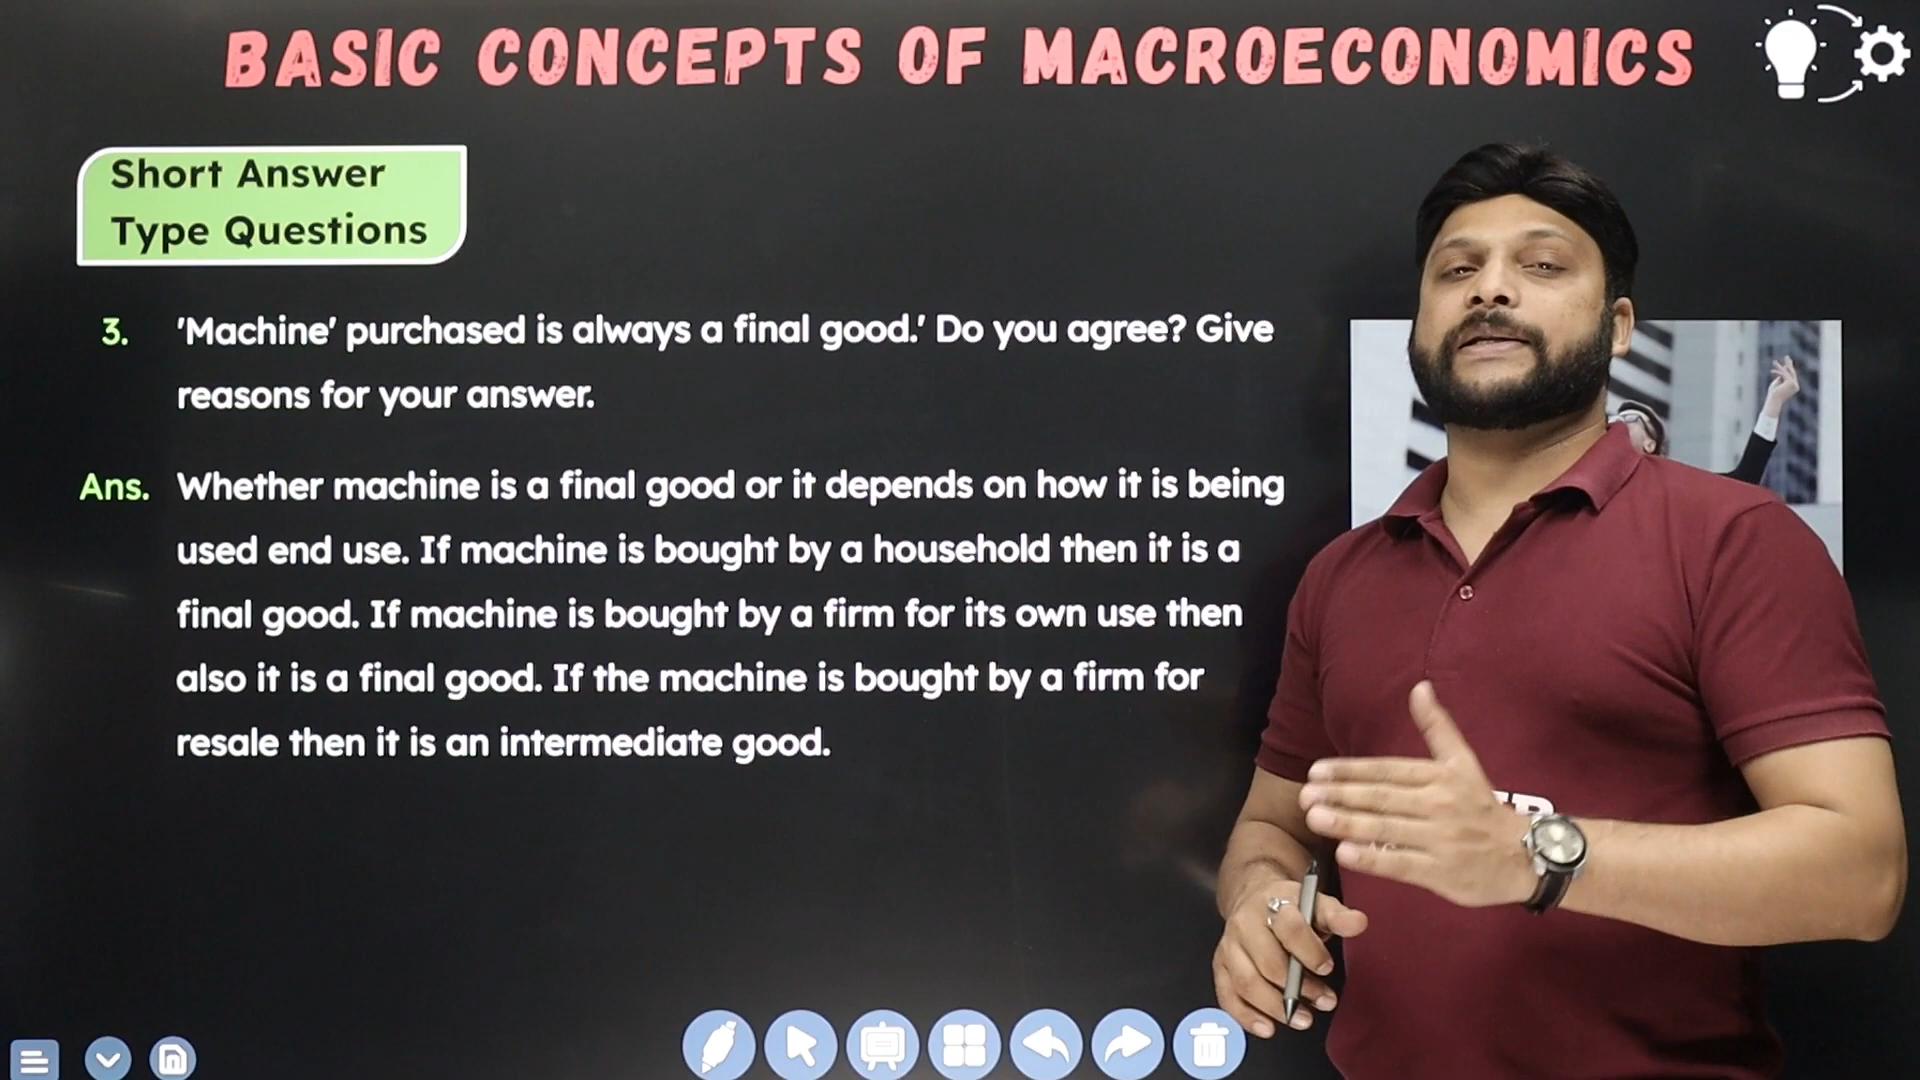 BASIC CONCEPTS OF MACROECONOMICS
Short Answer
Type Questions
3. 'Machine' purchased is always a final good.' Do you agree? Give
reasons for your answer.
Ans. Whether machine is a final good or it depends on how it is being
used end use. If machine is bought by a household then it is a
final good. If machine is bought by a firm for its own use then
also it is a final good. If the machine is bought by a firm for
resale then it is an intermediate good.